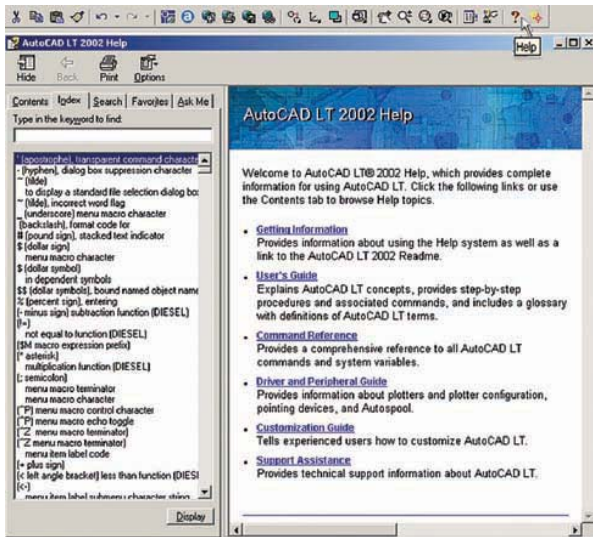 AutoCAD LT 2002 Help
Help
Hide Back Print Options
Contents Index Search Favorites Ask Me
Type in the keyword to find:
' (apostrophe), transparent command characte
- (hyphen), dialog box suppression character
~ (tilde)
to display a standard file selection dialog box
~ (tilde), incorrect word flag
_ (underscore) menu macro character
(backslash), format code for
# (pound sign), stacked text indicator
$ (dollar sign)
menu macro character
$ (dollar symbol)
in dependent symbols
$$ (dollar symbols), bound named object name
% (percent sign), entering
(- minus sign) subtraction function (DIESEL)
(!=)
not equal to function (DIESEL)
($M macro expression prefix)
(* asterisk)
multiplication function (DIESEL)
(; semicolon)
menu macro terminator
menu macro character
(^P) menu macro control character
(^P) menu macro echo toggle
(^Z menu macro terminator)
(^Z menu macro terminator)
menu item label code
(+ plus sign)
(< left angle bracket) less than function (DIESI
(<-)
menu item label submenu character string
Display
AutoCAD LT 2002 Help
Welcome to AutoCAD LT® 2002 Help, which provides complete
information for using AutoCAD LT. Click the following links or use
the Contents tab to browse Help topics.
• Getting Information
Provides information about using the Help system as well as a
link to the AutoCAD LT 2002 Readme.
• User's Guide
Explains AutoCAD LT concepts, provides step-by-step
procedures and associated commands, and includes a glossary
with definitions of AutoCAD LT terms.
• Command Reference
Provides a comprehensive reference to all AutoCAD LT
commands and system variables.
• Driver and Peripheral Guide
Provides information about plotters and plotter configuration,
pointing devices, and Autospool.
• Customization Guide
Tells experienced users how to customize AutoCAD LT.
• Support Assistance
Provides technical support information about AutoCAD LT.